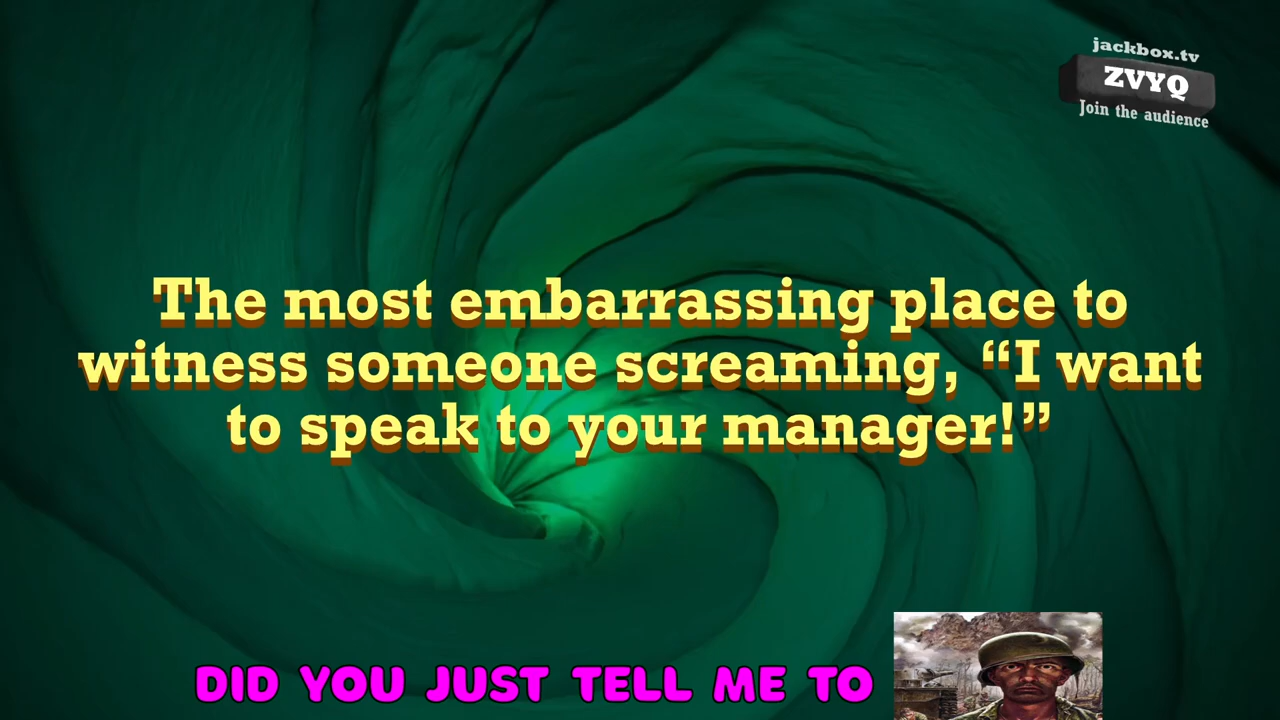 jackbox.tv
ZVYQ
Join the audience
The most embarrassing place to
witness someone screaming, “I want
to speak to your manager!”
DID YOU JUST TELL ME TO